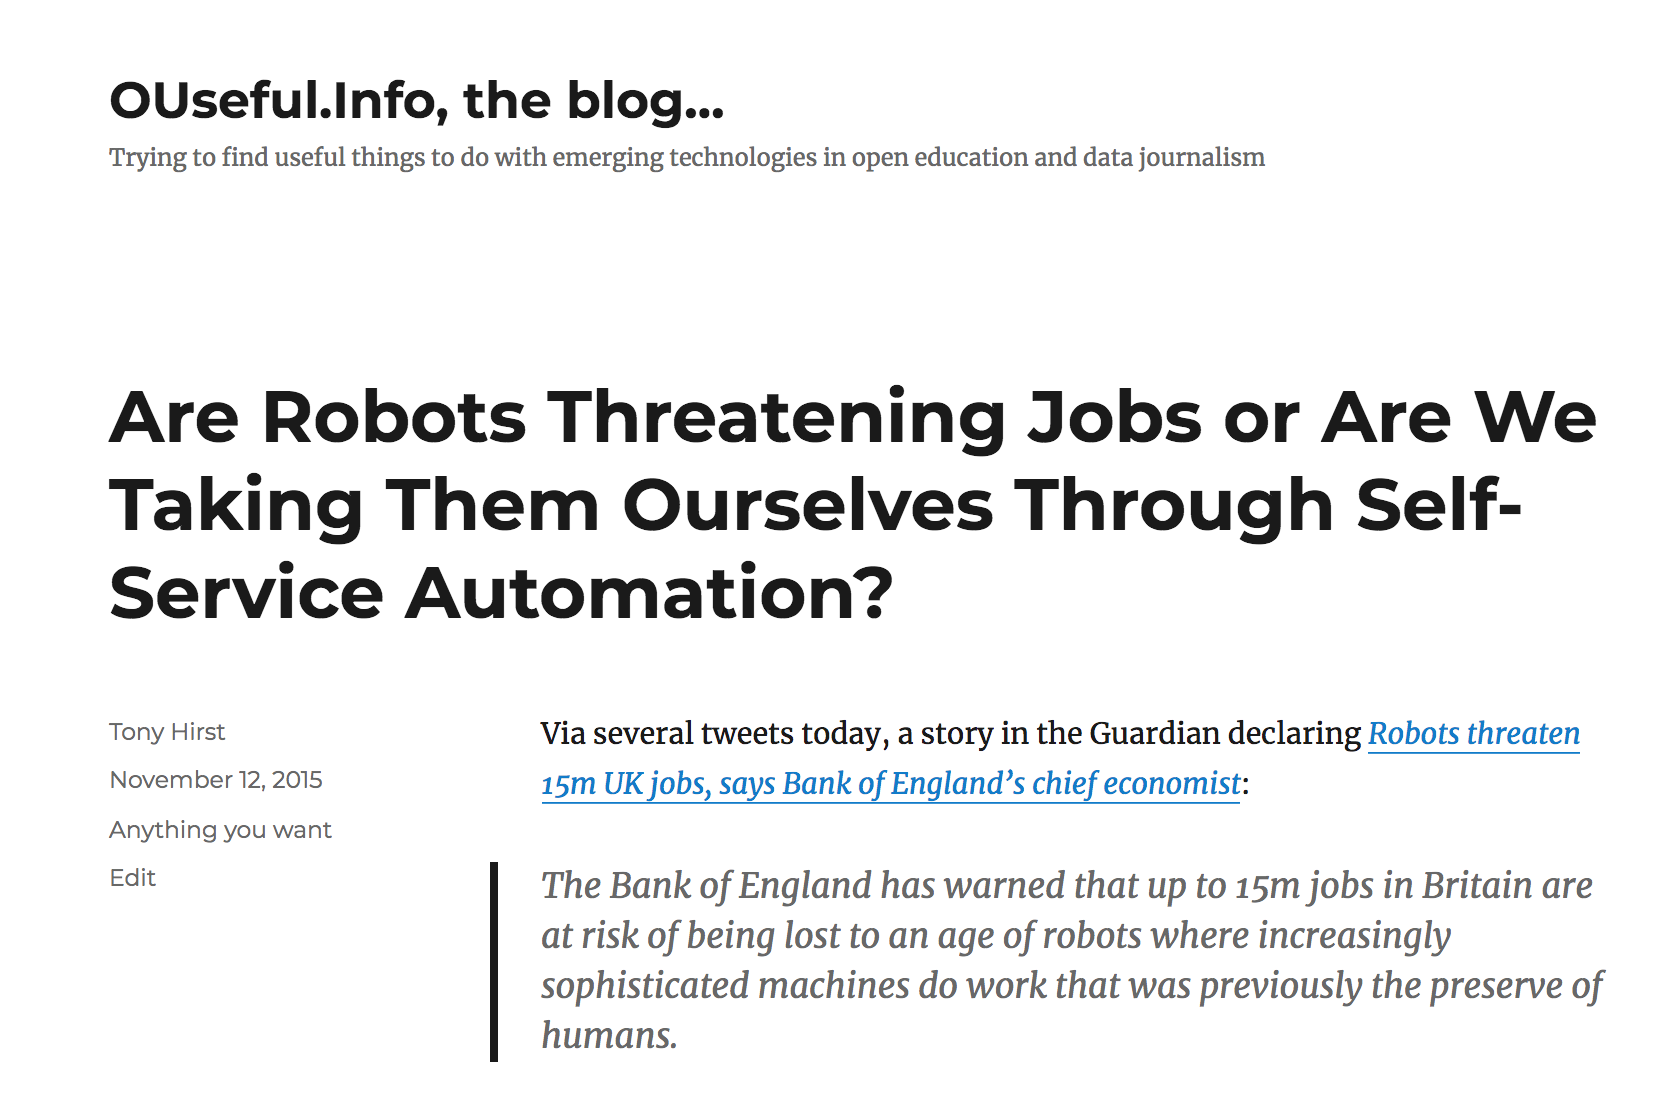 OUseful.Info, the blog...
Trying to find useful things to do with emerging technologies in open education and data journalism
Are Robots Threatening Jobs or Are We
Taking Them Ourselves Through Self-
Service Automation?
Tony Hirst
November 12, 2015
Anything you want
Edit
Via several tweets today, a story in the Guardian declaring Robots threaten
15m UK jobs, says Bank of England’s chief economist:
The Bank of England has warned that up to 15m jobs in Britain are
at risk of being lost to an age of robots where increasingly
sophisticated machines do work that was previously the preserve of
humans.